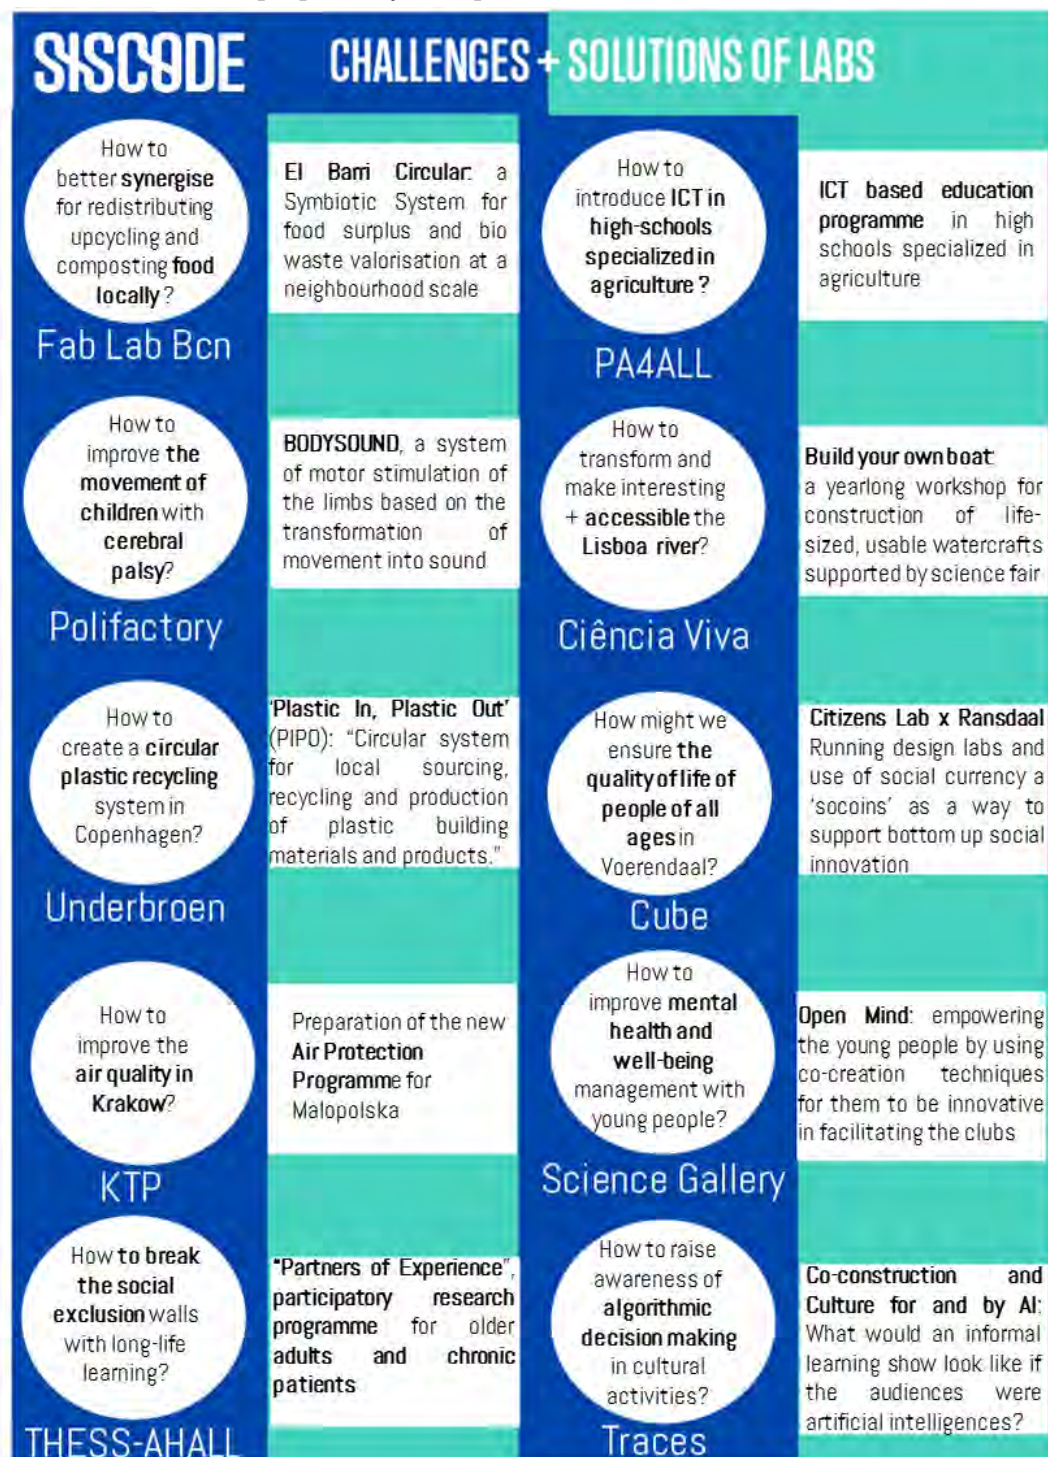 SISCODE
CHALLENGES + SOLUTIONS OF LABS
How to
better synergise
for redistributing
upcycling and
composting food
locally?
Fab Lab Bcn
El Barri Circular: a
Symbiotic System for
food surplus and bio
waste valorisation at a
neighbourhood scale
How to
introduce ICT in
high-schools
specialized in
agriculture ?
PA4ALL
ICT based education
programme in high
schools specialized in
agriculture
How to
improve the
movement of
children with
cerebral
palsy?
Polifactory
BODYSOUND, a system
of motor stimulation of
the limbs based on the
transformation of
movement into sound
How to
transform and
make interesting
+ accessible the
Lisboa river?
Ciência Viva
Build your own boat:
a yearlong workshop for
construction of life-
sized, usable watercrafts
supported by science fair
How to
create a circular
plastic recycling
system in
Copenhagen?
Underbroen
'Plastic In, Plastic Out'
(PIPO): "Circular system
for local sourcing,
recycling and production
of plastic building
materials and products."
How might we
ensure the
quality of life of
people of all
ages in
Voerendaal?
Cube
Citizens Lab x Ransdaal
Running design labs and
use of social currency a
'socoins' as a way to
support bottom up social
innovation
How to
improve the
air quality in
Krakow?
KTP
Preparation of the new
Air Protection
Programme for
Malopolska
How to
improve mental
health and
well-being
management with
young people?
Science Gallery
Open Mind: empowering
the young people by using
co-creation techniques
for them to be innovative
in facilitating the clubs
How to break
the social
exclusion walls
with long-life
learning?
THESS-AHALL
"Partners of Experience",
participatory research
programme for older
adults and chronic
patients
How to raise
awareness of
algorithmic
decision making
in cultural
activities?
Traces
Co-construction and
Culture for and by AI:
What would an informal
learning show look like if
the audiences were
artificial intelligences?